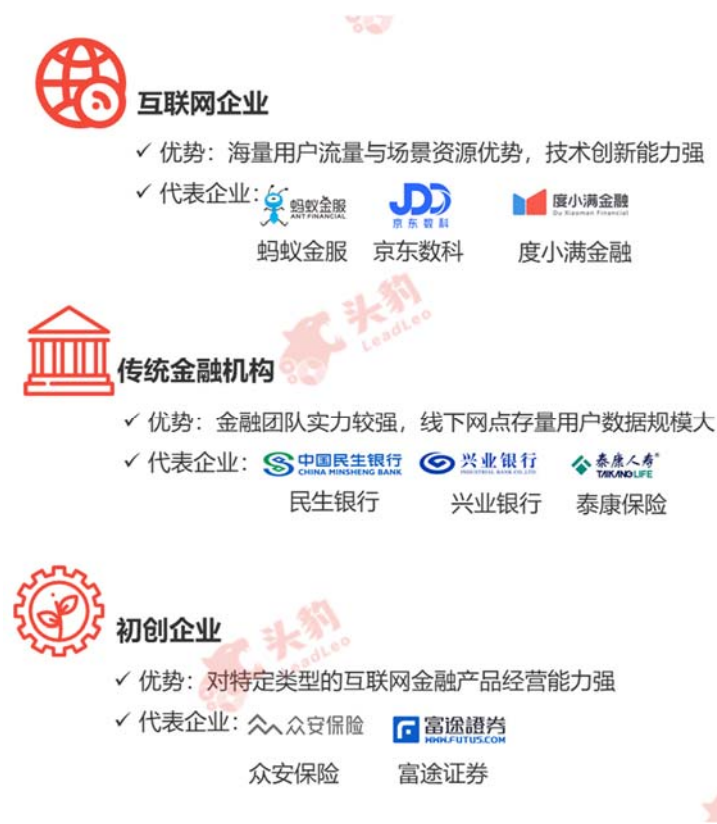 互联网企业
✓ 优势：海量用户流量与场景资源优势，技术创新能力强
✓ 代表企业：
蚂蚁金服
ANT FINANCIAL
JDD
京东数科
度小满金融
Du Xiaoman Financial
蚂蚁金服 京东数科 度小满金融
头豹
LeadLeo
传统金融机构
✓ 优势：金融团队实力较强，线下网点存量用户数据规模大
✓ 代表企业：
中国民生银行
CHINA MINSHENG BANK
兴业银行
INDUSTRIAL BANK CO.,LTD.
泰康人寿®
TAIKANG LIFE
民生银行 兴业银行 泰康保险
头豹
LeadLeo
初创企业
✓ 优势：对特定类型的互联网金融产品经营能力强
✓ 代表企业：
众安保险
富途證券
WWW.FUTU5.COM
众安保险 富途证券